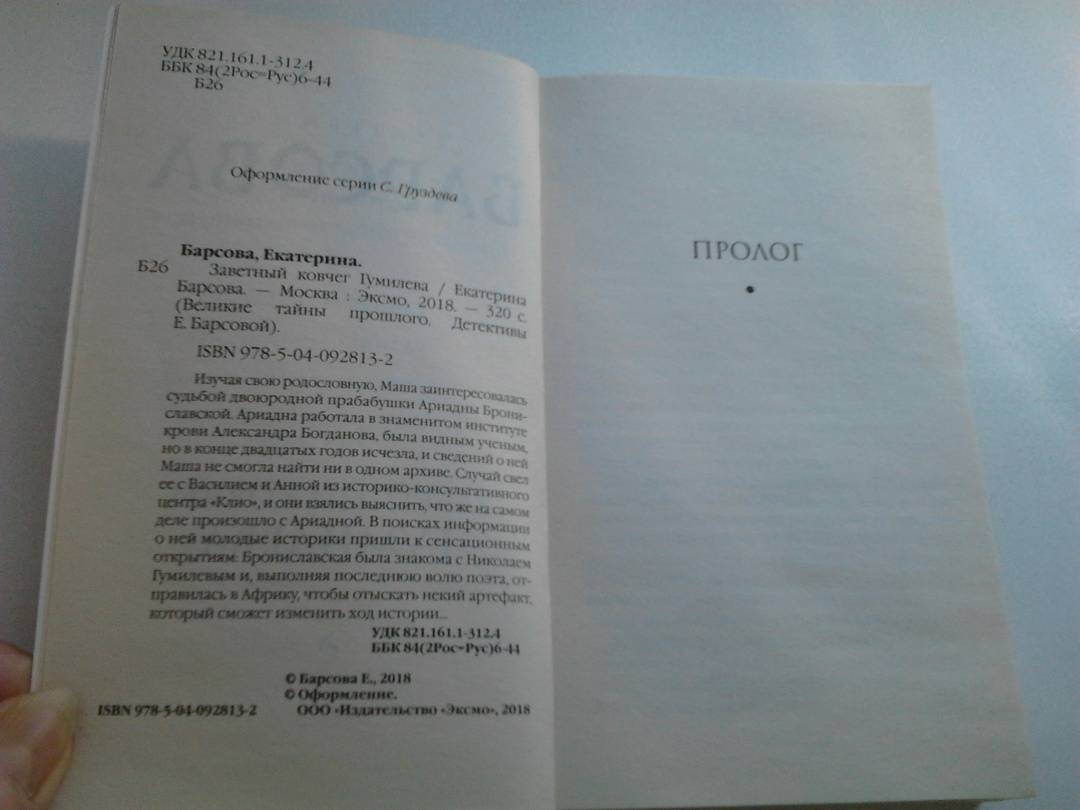 УДК 821.161.1-312.4
ББК 84(2Рос=Рус)6-44
Б26
Оформление серии С. Груздева
Барсова, Екатерина.
Б26 Заветный ковчег Гумилева / Екатерина
Барсова. — Москва : Эксмо, 2018. — 320 с.
(Великие тайны прошлого. Детективы
Е. Барсовой).
ISBN 978-5-04-092813-2
Изучая свою родословную, Маша заинтересовалась
судьбой двоюродной прабабушки Ариадны Брони-
славской. Ариадна работала в знаменитом институте
крови Александра Богданова, была видным ученым,
но в конце двадцатых годов исчезла, и сведений о ней
Маша не смогла найти ни в одном архиве. Случай свел
ее с Василием и Анной из историко-консультативного
центра «Клио», и они взялись выяснить, что же на самом
деле произошло с Ариадной. В поисках информации
о ней молодые историки пришли к сенсационным
открытиям: Брониславская была знакома с Николаем
Гумилевым и, выполняя последнюю волю поэта, от-
правилась в Африку, чтобы отыскать некий артефакт,
который сможет изменить ход истории...
УДК 821.161.1-312.4
ББК 84(2Рос=Рус)6-44
© Барсова Е., 2018
© Оформление.
ISBN 978-5-04-092813-2 ООО «Издательство «Эксмо», 2018
ПРОЛОГ